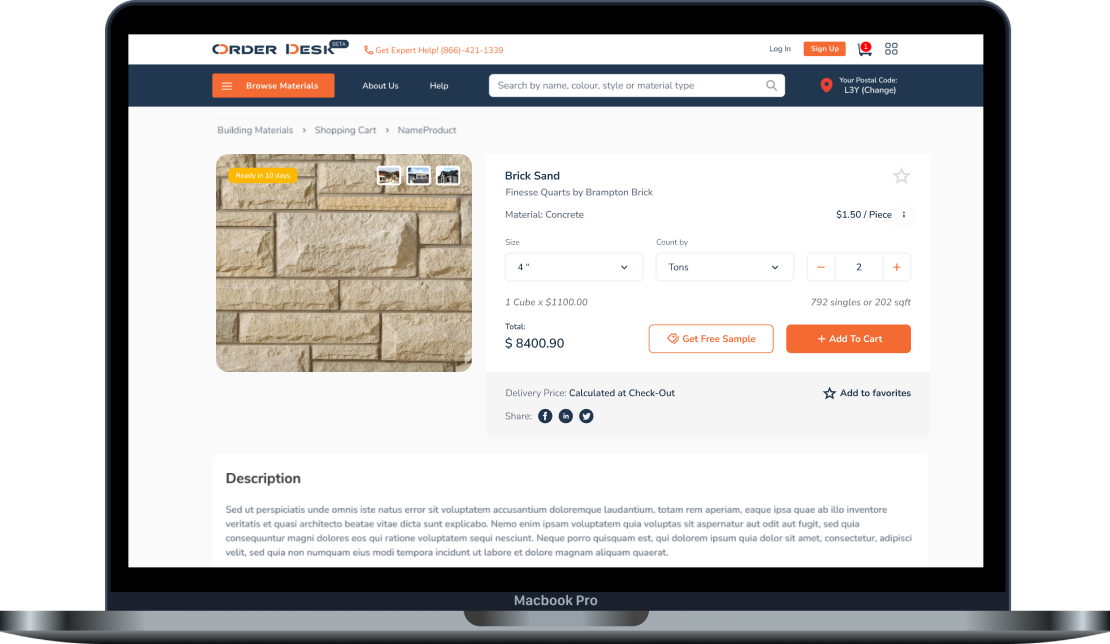 ORDER DESK BETA
Get Expert Help! (866)-421-1339
Log In
Sign Up
1
Browse Materials
About Us
Help
Search by name, colour, style or material type
Your Postal Code:
L3Y (Change)
Building Materials › Shopping Cart › NameProduct
Ready in 10 days
Brick Sand
Finesse Quarts by Brampton Brick
Material: Concrete
$1.50 / Piece
Size
Count by
4 "
Tons
− 2 +
1 Cube x $1100.00
792 singles or 202 sqft
Total:
$ 8400.90
Get Free Sample
+ Add To Cart
Delivery Price: Calculated at Check-Out
Add to favorites
Share:
Description
Sed ut perspiciatis unde omnis iste natus error sit voluptatem accusantium doloremque laudantium, totam rem aperiam, eaque ipsa quae ab illo inventore
veritatis et quasi architecto beatae vitae dicta sunt explicabo. Nemo enim ipsam voluptatem quia voluptas sit aspernatur aut odit aut fugit, sed quia
consequuntur magni dolores eos qui ratione voluptatem sequi nesciunt. Neque porro quisquam est, qui dolorem ipsum quia dolor sit amet, consectetur, adipisci
velit, sed quia non numquam eius modi tempora incidunt ut labore et dolore magnam aliquam quaerat.
Macbook Pro